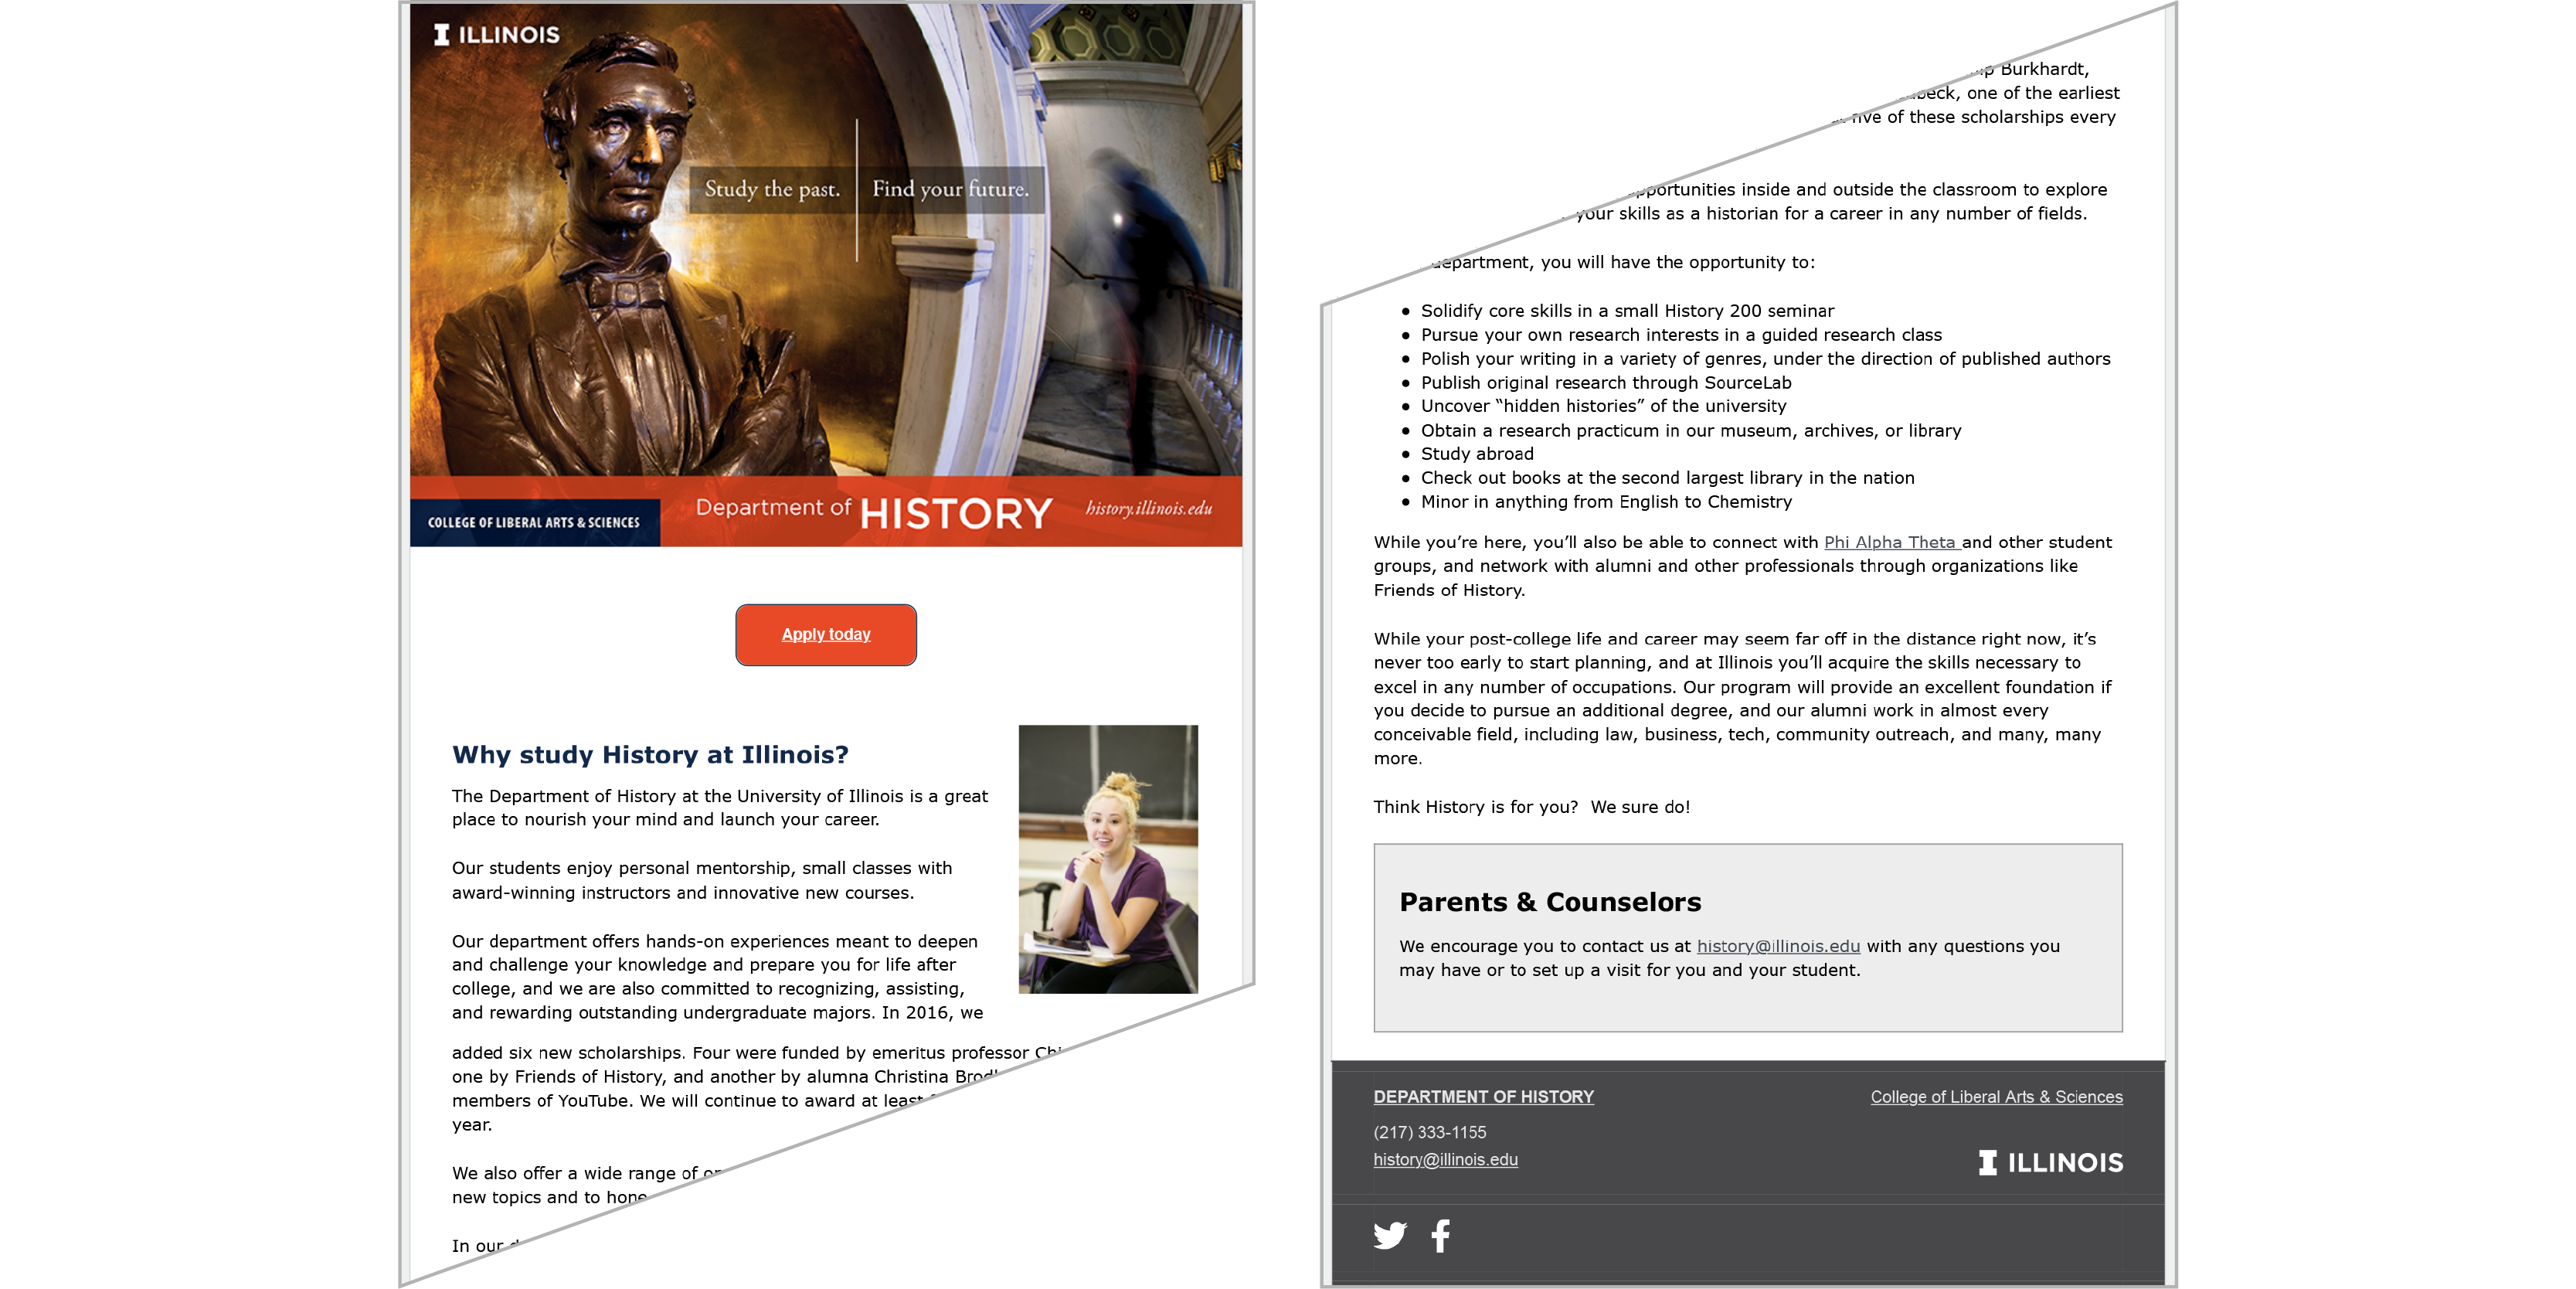 ILLINOIS
Study the past. Find your future.
COLLEGE OF LIBERAL ARTS & SCIENCES
Department of HISTORY history.illinois.edu
Apply today
Why study History at Illinois?
The Department of History at the University of Illinois is a great
place to nourish your mind and launch your career.
Our students enjoy personal mentorship, small classes with
award-winning instructors and innovative new courses.
Our department offers hands-on experiences meant to deepen
and challenge your knowledge and prepare you for life after
college, and we are also committed to recognizing, assisting,
and rewarding outstanding undergraduate majors. In 2016, we
added six new scholarships. Four were funded by emeritus professor
one by Friends of History, and another by alumna Christina
members of YouTube. We will continue to award at least
year.
We also offer a wide range of
new topics and to hone
In our
Burkhardt,
one of the earliest
five of these scholarships every
opportunities inside and outside the classroom to explore
your skills as a historian for a career in any number of fields.
department, you will have the opportunity to:
• Solidify core skills in a small History 200 seminar
• Pursue your own research interests in a guided research class
• Polish your writing in a variety of genres, under the direction of published authors
• Publish original research through SourceLab
• Uncover “hidden histories” of the university
• Obtain a research practicum in our museum, archives, or library
• Study abroad
• Check out books at the second largest library in the nation
• Minor in anything from English to Chemistry
While you’re here, you’ll also be able to connect with Phi Alpha Theta and other student
groups, and network with alumni and other professionals through organizations like
Friends of History.
While your post-college life and career may seem far off in the distance right now, it’s
never too early to start planning, and at Illinois you’ll acquire the skills necessary to
excel in any number of occupations. Our program will provide an excellent foundation if
you decide to pursue an additional degree, and our alumni work in almost every
conceivable field, including law, business, tech, community outreach, and many, many
more.
Think History is for you? We sure do!
Parents & Counselors
We encourage you to contact us at history@illinois.edu with any questions you
may have or to set up a visit for you and your student.
DEPARTMENT OF HISTORY
(217) 333-1155
history@illinois.edu
College of Liberal Arts & Sciences
ILLINOIS